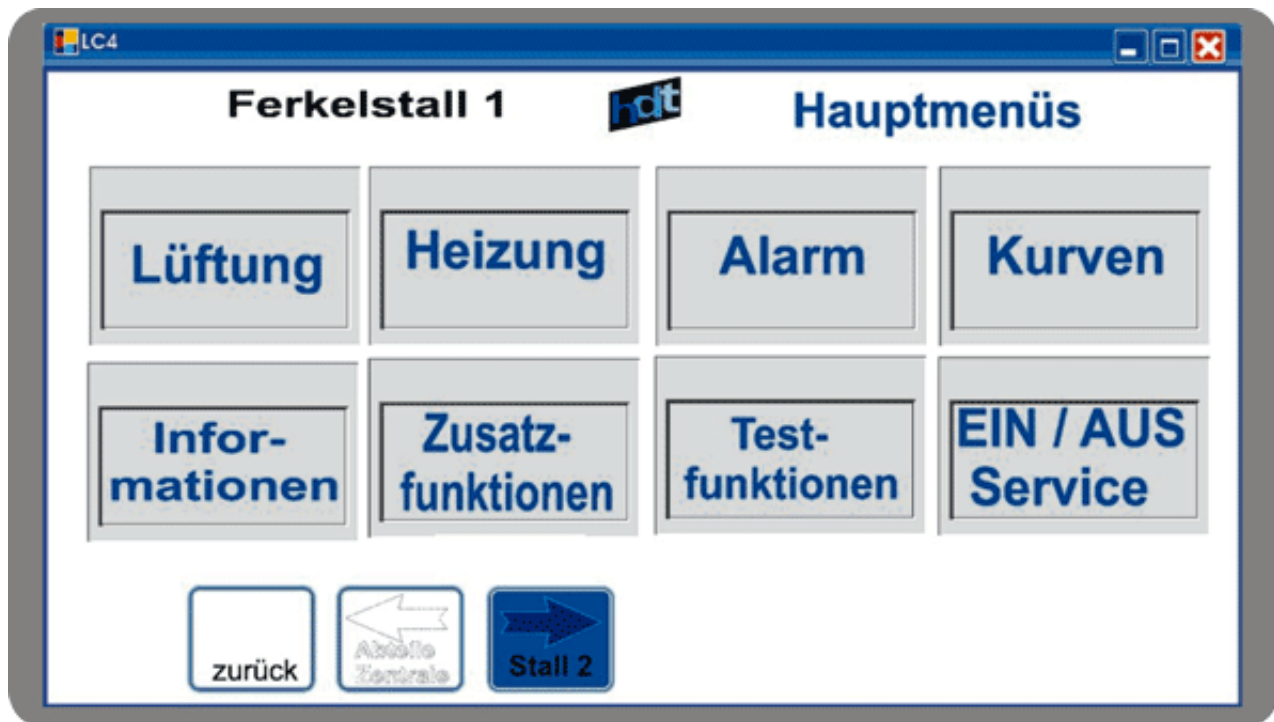 LC4
Ferkelstall 1
hdt
Hauptmenüs
Lüftung
Heizung
Alarm
Kurven
Infor-
mationen
Zusatz-
funktionen
Test-
funktionen
EIN / AUS
Service
zurück
Zentrale
Stall 2